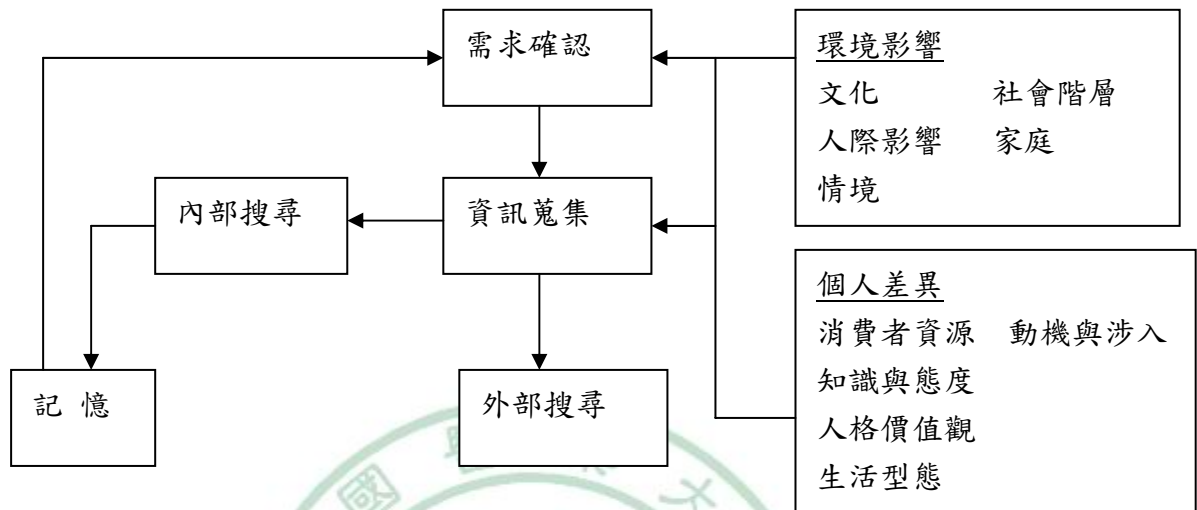 需求確認
環境影響
文化 社會階層
人際影響 家庭
情境
內部搜尋
資訊蒐集
個人差異
消費者資源 動機與涉入
知識與態度
人格價值觀
生活型態
記 憶
外部搜尋
國
大